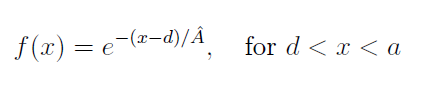 f(x) = e^{-(x-d)/Â}, for d < x < a